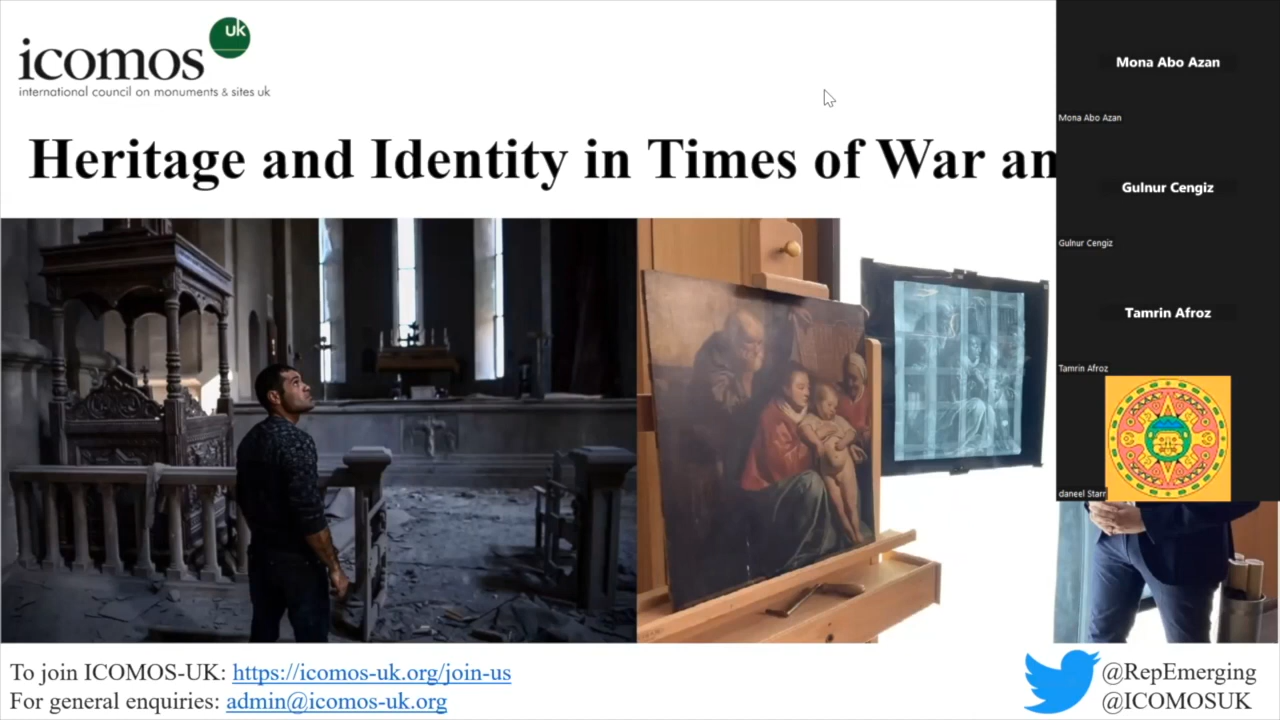 uk
icomos
international council on monuments & sites uk
Heritage and Identity in Times of War an
Mona Abo Azan
Mona Abo Azan
Gulnur Cengiz
Gulnur Cengiz
Tamrin Afroz
Tamrin Afroz
daneel Starr
To join ICOMOS-UK: https://icomos-uk.org/join-us
For general enquiries: admin@icomos-uk.org
@RepEmerging
@ICOMOSUK